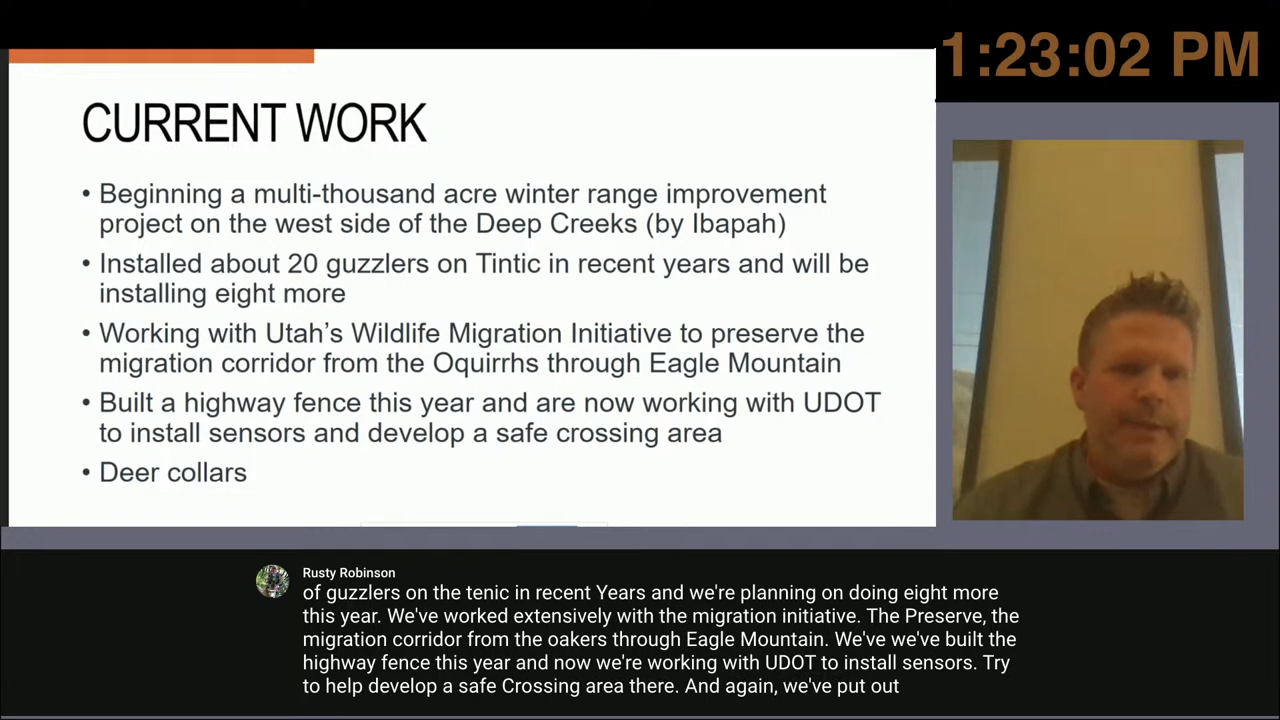 1:23:02 PM
CURRENT WORK
• Beginning a multi-thousand acre winter range improvement
project on the west side of the Deep Creeks (by Ibapah)
• Installed about 20 guzzlers on Tintic in recent years and will be
installing eight more
• Working with Utah's Wildlife Migration Initiative to preserve the
migration corridor from the Oquirrhs through Eagle Mountain
• Built a highway fence this year and are now working with UDOT
to install sensors and develop a safe crossing area
• Deer collars
Rusty Robinson
of guzzlers on the tenic in recent Years and we're planning on doing eight more
this year. We've worked extensively with the migration initiative. The Preserve, the
migration corridor from the oakers through Eagle Mountain. We've we've built the
highway fence this year and now we're working with UDOT to install sensors. Try
to help develop a safe Crossing area there. And again, we've put out